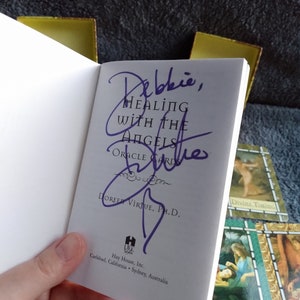 Debbie,
HEALING
WITH THE
ANGELS
ORACLE CARDS
DOREEN VIRTUE, PH.D.
Hay House, Inc.
Carlsbad, California • Sydney, Australia